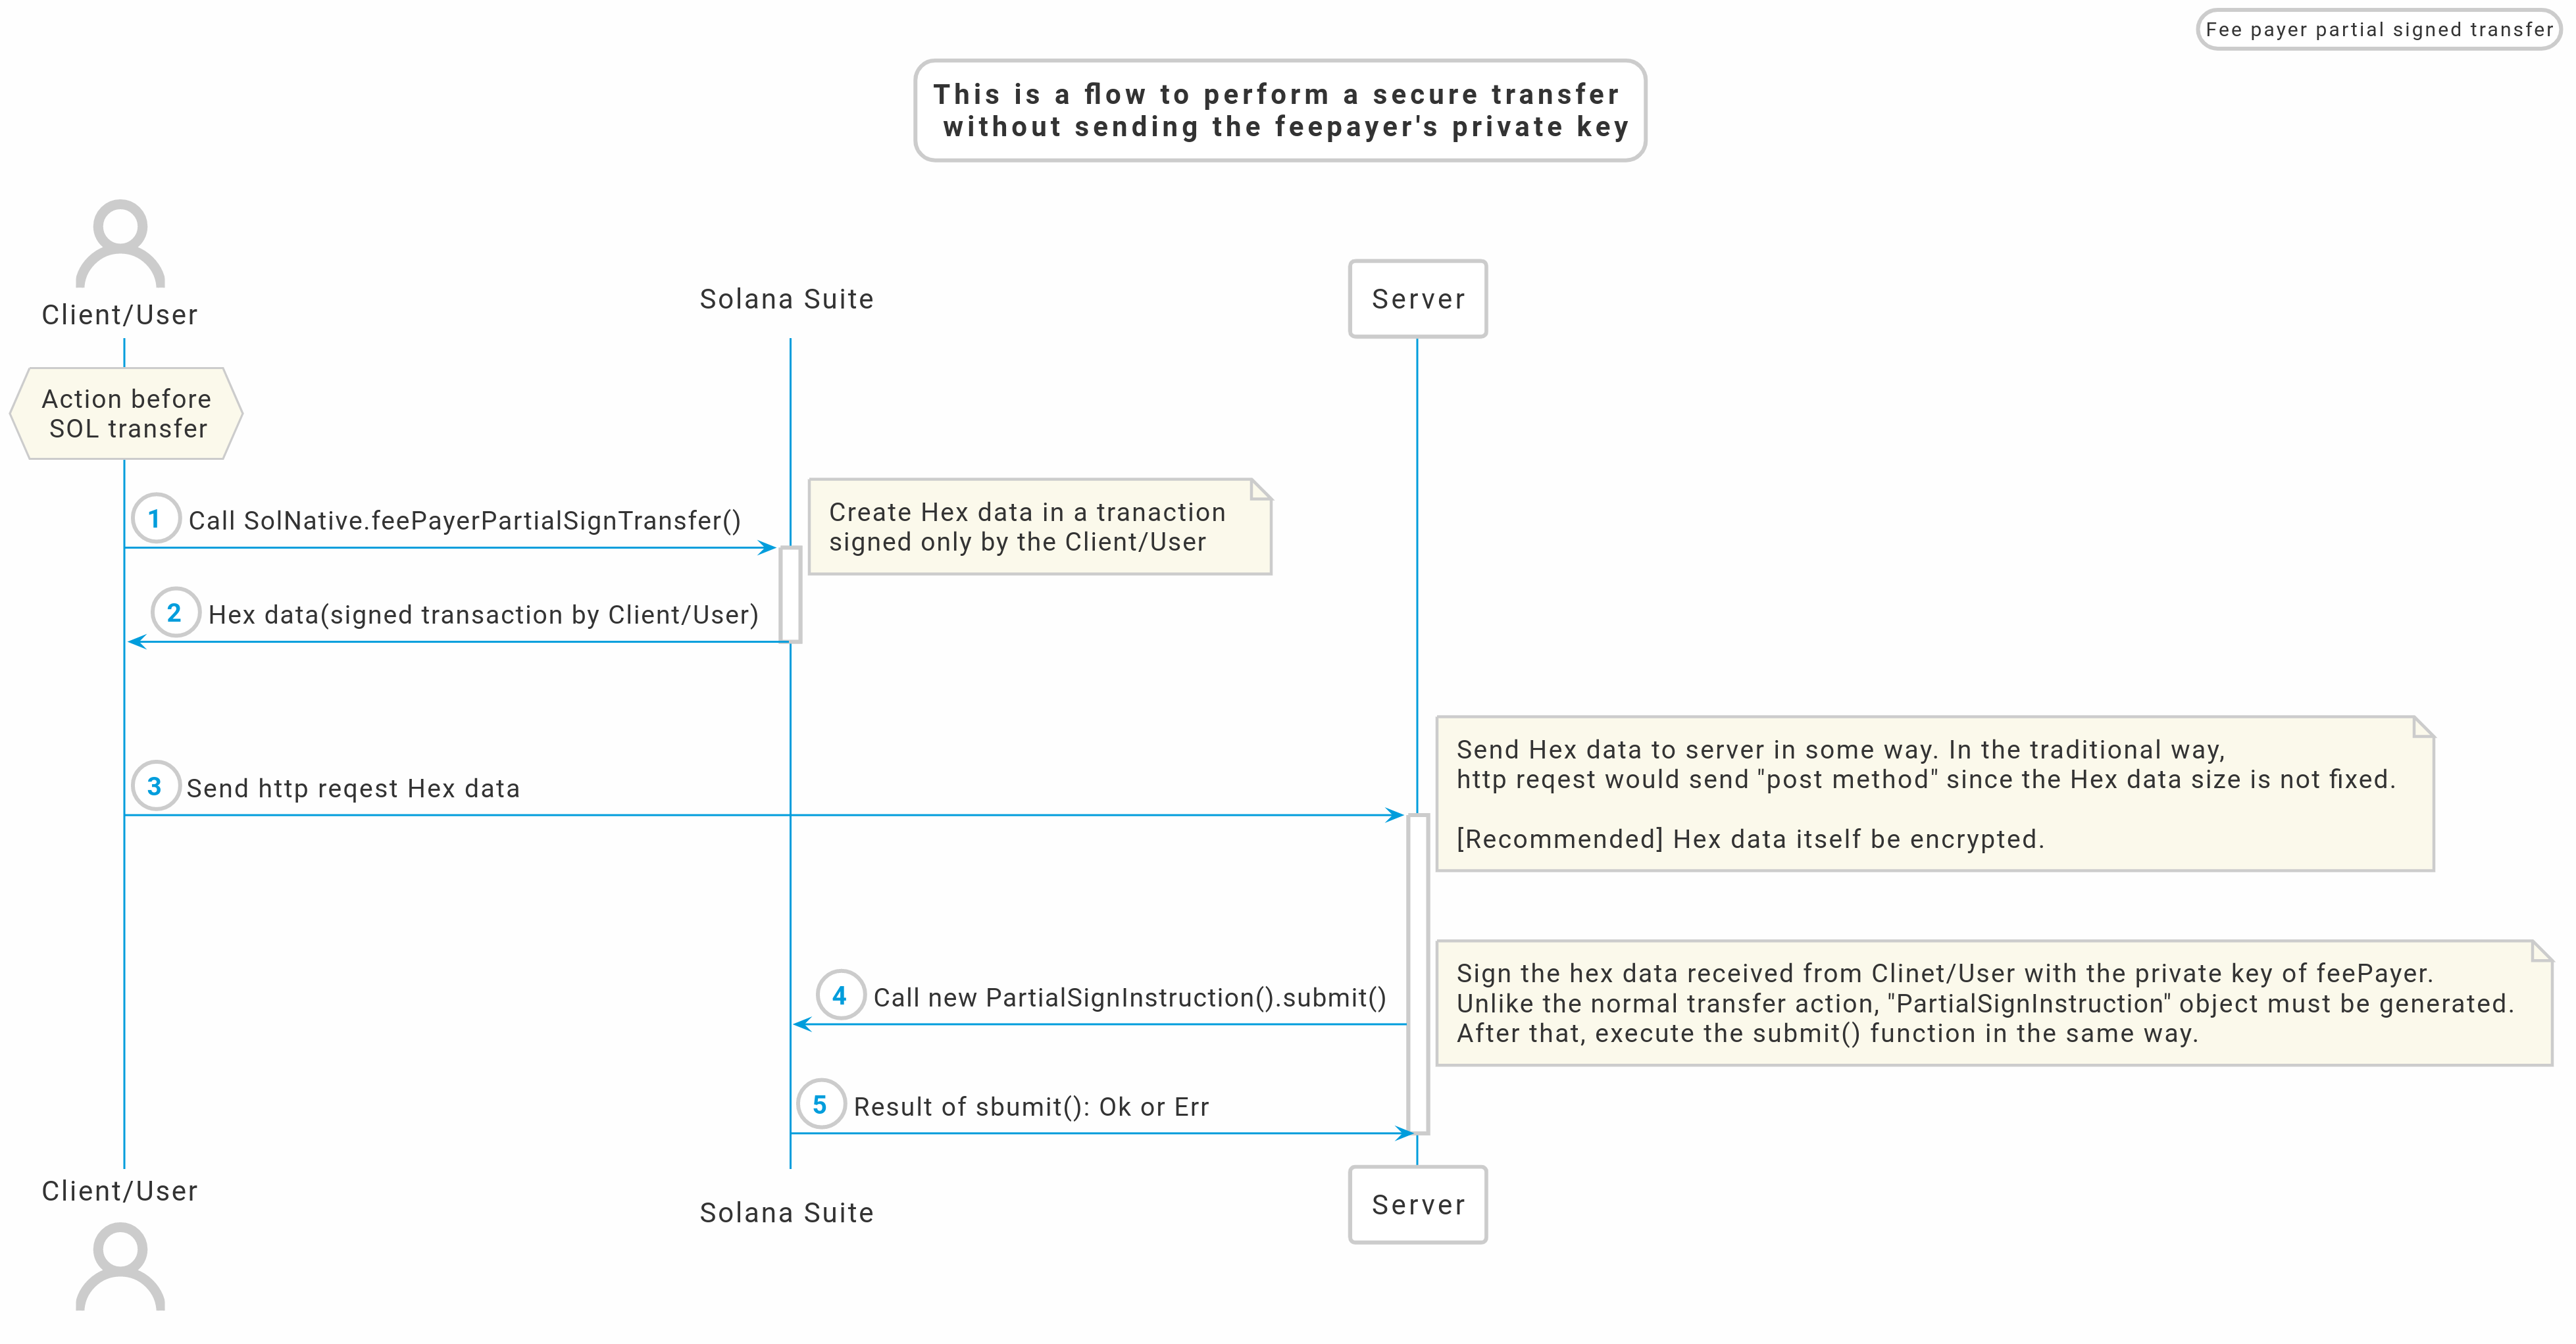 Fee payer partial signed transfer
This is a flow to perform a secure transfer
without sending the feepayer's private key
Client/User
Solana Suite
Server
Action before
SOL transfer
1 Call SolNative.feePayerPartialSignTransfer()
Create Hex data in a tranaction
signed only by the Client/User
2 Hex data(signed transaction by Client/User)
3 Send http reqest Hex data
Send Hex data to server in some way. In the traditional way,
http reqest would send "post method" since the Hex data size is not fixed.
[Recommended] Hex data itself be encrypted.
4 Call new PartialSignInstruction().submit()
Sign the hex data received from Clinet/User with the private key of feePayer.
Unlike the normal transfer action, "PartialSignInstruction" object must be generated.
After that, execute the submit() function in the same way.
5 Result of sbumit(): Ok or Err
Client/User
Solana Suite
Server